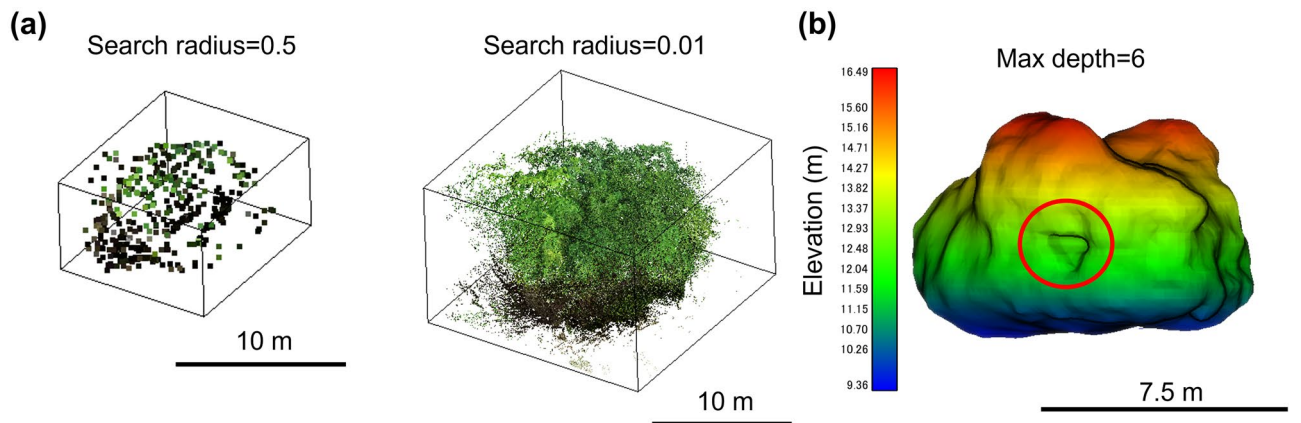 (a)
Search radius=0.5
10 m
Search radius=0.01
10 m
(b)
Max depth=6
Elevation (m)
16.49
15.60
15.16
14.71
14.27
13.82
13.37
12.93
12.48
12.04
11.59
11.15
10.70
10.26
9.36
7.5 m